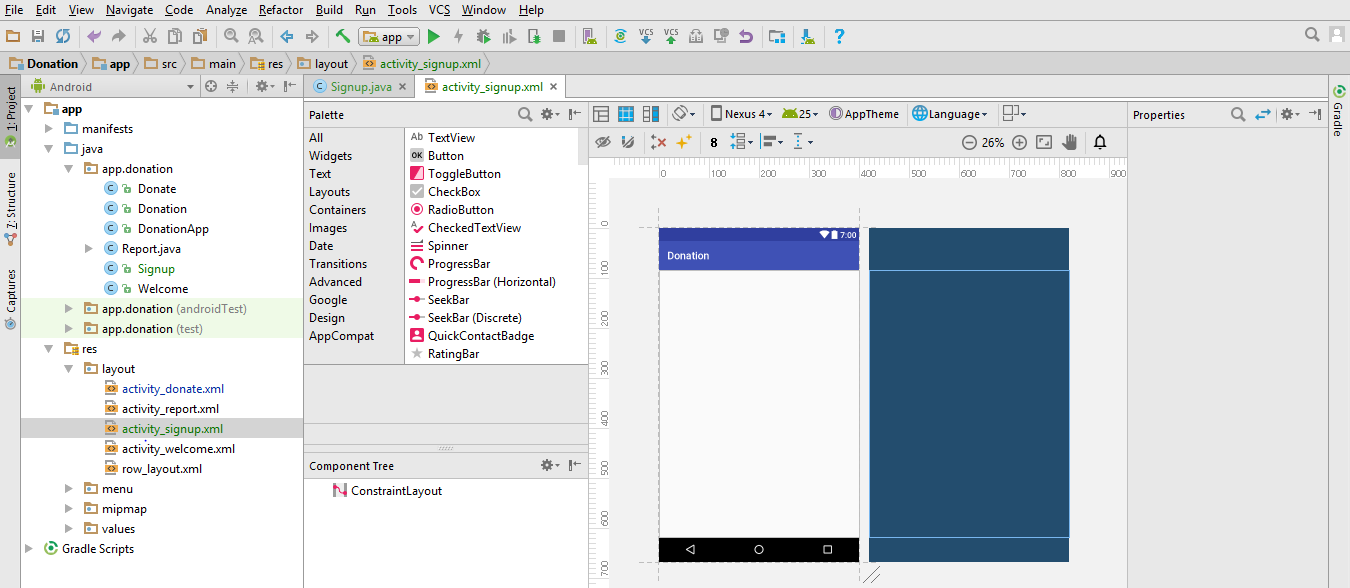 File Edit View Navigate Code Analyze Refactor Build Run Tools VCS Window Help
app VCS VCS ?
Donation app src main res layout activity_signup.xml
1: Project
7: Structure
Captures
Android
app
manifests
java
app.donation
Donate
Donation
DonationApp
Report.java
Signup
Welcome
app.donation (androidTest)
app.donation (test)
res
layout
activity_donate.xml
activity_report.xml
activity_signup.xml
activity_welcome.xml
row_layout.xml
menu
mipmap
values
Gradle Scripts
Signup.java activity_signup.xml
Palette
All
Widgets
Text
Layouts
Containers
Images
Date
Transitions
Advanced
Google
Design
AppCompat
Ab TextView
OK Button
ToggleButton
CheckBox
RadioButton
CheckedTextView
Spinner
ProgressBar
ProgressBar (Horizontal)
SeekBar
SeekBar (Discrete)
QuickContactBadge
RatingBar
Component Tree
ConstraintLayout
Nexus 4 25 AppTheme Language
8 26%
0 100 200 300 400 500 600 700 800 900
0
100
200
300
400
500
600
700
7:00
Donation
Properties
Gradle